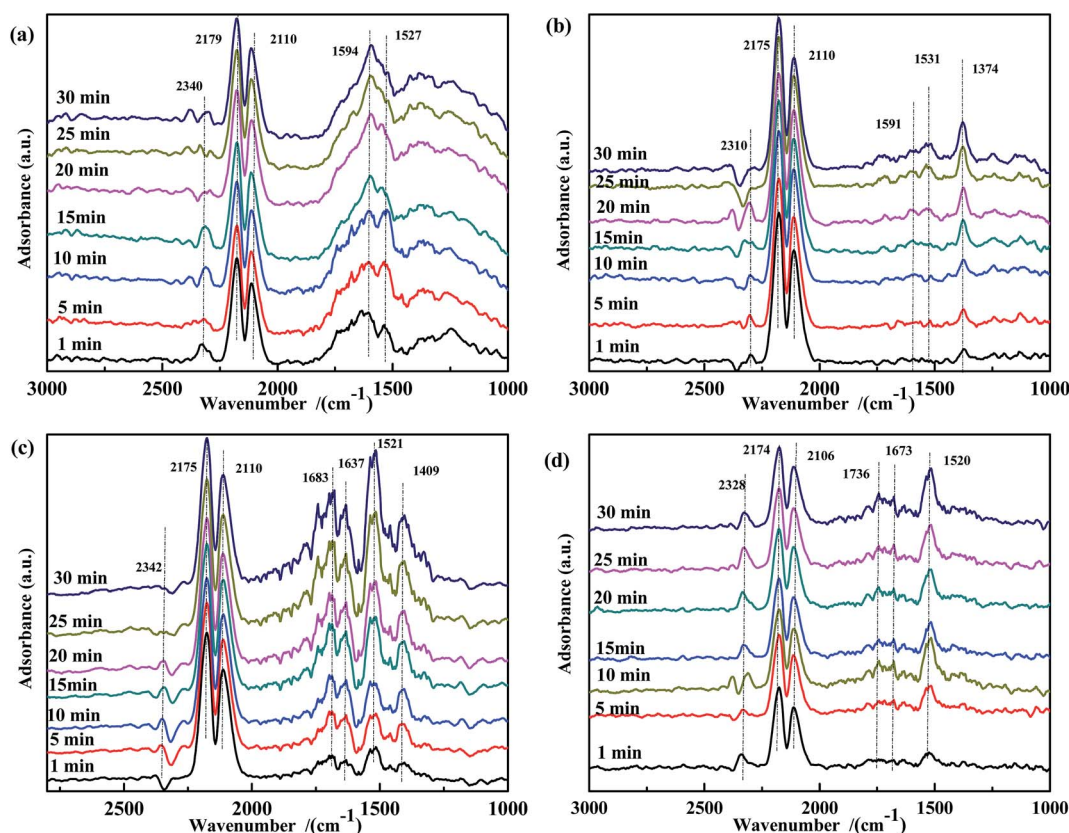 (a)
2179
2110
1594
1527
2340
30 min
25 min
20 min
15min
10 min
5 min
1 min
Adsorbance (a.u.)
3000
2500
2000
1500
1000
Wavenumber /(cm-1)
(b)
2175
2110
1531
1374
1591
2310
30 min
25 min
20 min
15min
10 min
5 min
1 min
Adsorbance (a.u.)
3000
2500
2000
1500
1000
Wavenumber /(cm-1)
(c)
2175
2110
1683
1637
1521
1409
2342
30 min
25 min
20 min
15min
10 min
5 min
1 min
Adsorbance (a.u.)
2500
2000
1500
1000
Wavenumber /(cm-1)
(d)
2174
2106
1736
1673
1520
2328
30 min
25 min
20 min
15min
10 min
5 min
1 min
Adsorbance (a.u.)
3000
2500
2000
1500
1000
Wavenumber /(cm-1)